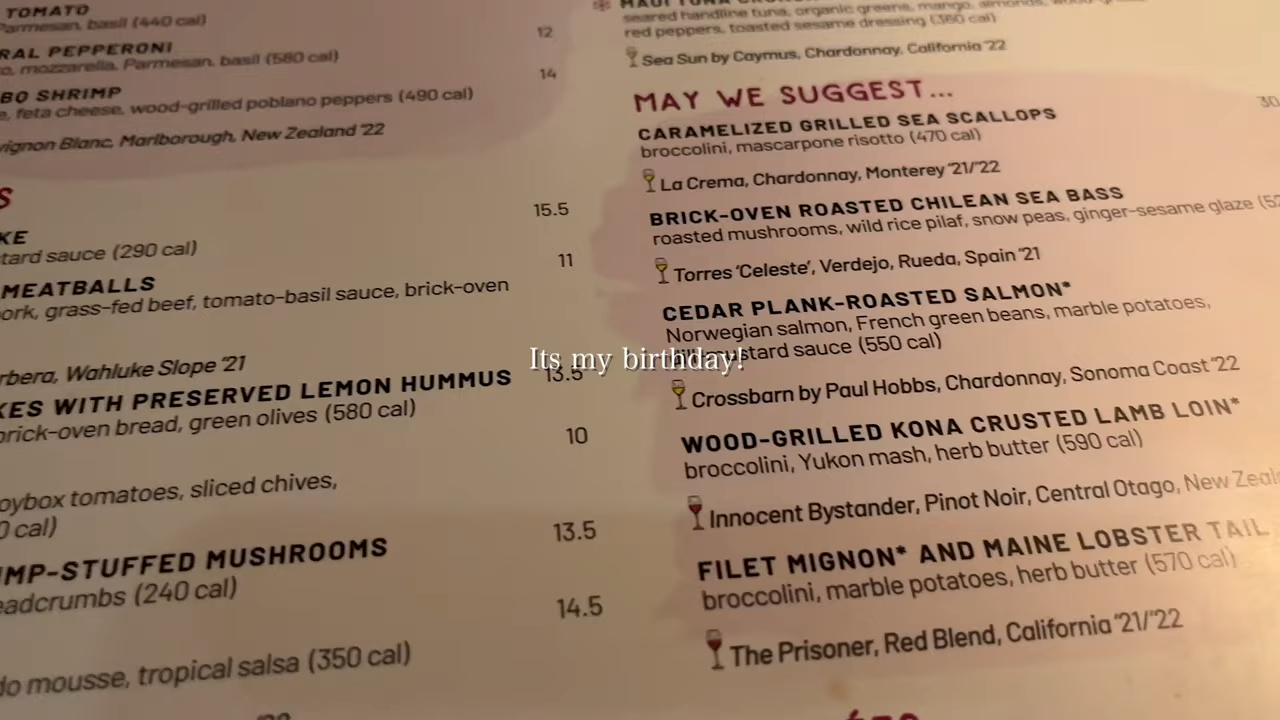 TOMATO
Parmesan, basil (440 cal)
12
RAL PEPPERONI
mozzarella, Parmesan, basil (580 cal)
14
BO SHRIMP
feta cheese, wood-grilled poblano peppers (490 cal)
vignon Blanc, Marlborough, New Zealand '22
S
15.5
KE
tard sauce (290 cal)
11
MEATBALLS
ork, grass-fed beef, tomato-basil sauce, brick-oven
rbera, Wahluke Slope '21
13.5
KES WITH PRESERVED LEMON HUMMUS
brick-oven bread, green olives (580 cal)
10
oybox tomatoes, sliced chives,
0 cal)
13.5
MP-STUFFED MUSHROOMS
eadcrumbs (240 cal)
14.5
do mousse, tropical salsa (350 cal)
MAUI TUNA
seared handline tuna, organic greens, mango, almonds,
red peppers, toasted sesame dressing (360 cal)
Sea Sun by Caymus, Chardonnay, California '22
MAY WE SUGGEST...
CARAMELIZED GRILLED SEA SCALLOPS
30
broccolini, mascarpone risotto (470 cal)
La Crema, Chardonnay, Monterey '21/'22
BRICK-OVEN ROASTED CHILEAN SEA BASS
roasted mushrooms, wild rice pilaf, snow peas, ginger-sesame glaze (52
Torres 'Celeste', Verdejo, Rueda, Spain '21
CEDAR PLANK-ROASTED SALMON*
Norwegian salmon, French green beans, marble potatoes,
mustard sauce (550 cal)
Its my birthday!
Crossbarn by Paul Hobbs, Chardonnay, Sonoma Coast '22
WOOD-GRILLED KONA CRUSTED LAMB LOIN*
broccolini, Yukon mash, herb butter (590 cal)
Innocent Bystander, Pinot Noir, Central Otago, New Zeal
FILET MIGNON* AND MAINE LOBSTER TAIL
broccolini, marble potatoes, herb butter (570 cal)
The Prisoner, Red Blend, California '21/'22